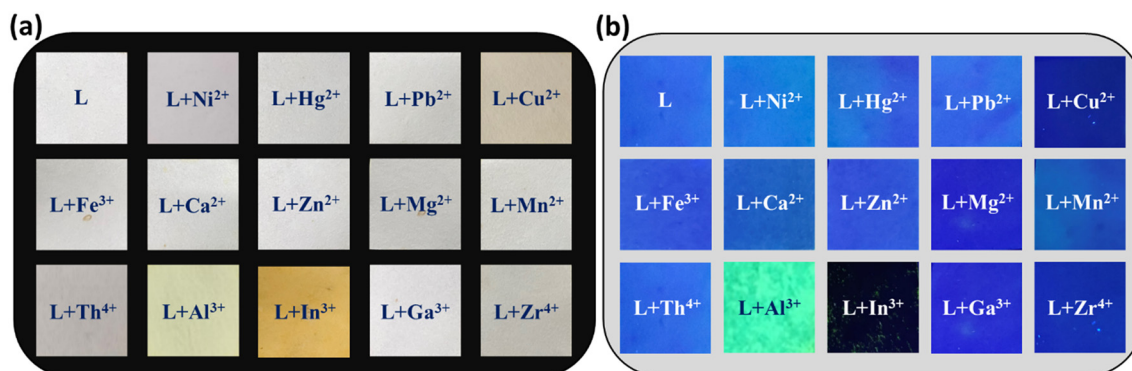 (a)
L
L+Ni²⁺
L+Hg²⁺
L+Pb²⁺
L+Cu²⁺
L+Fe³⁺
L+Ca²⁺
L+Zn²⁺
L+Mg²⁺
L+Mn²⁺
L+Th⁴⁺
L+Al³⁺
L+In³⁺
L+Ga³⁺
L+Zr⁴⁺
(b)
L
L+Ni²⁺
L+Hg²⁺
L+Pb²⁺
L+Cu²⁺
L+Fe³⁺
L+Ca²⁺
L+Zn²⁺
L+Mg²⁺
L+Mn²⁺
L+Th⁴⁺
L+Al³⁺
L+In³⁺
L+Ga³⁺
L+Zr⁴⁺